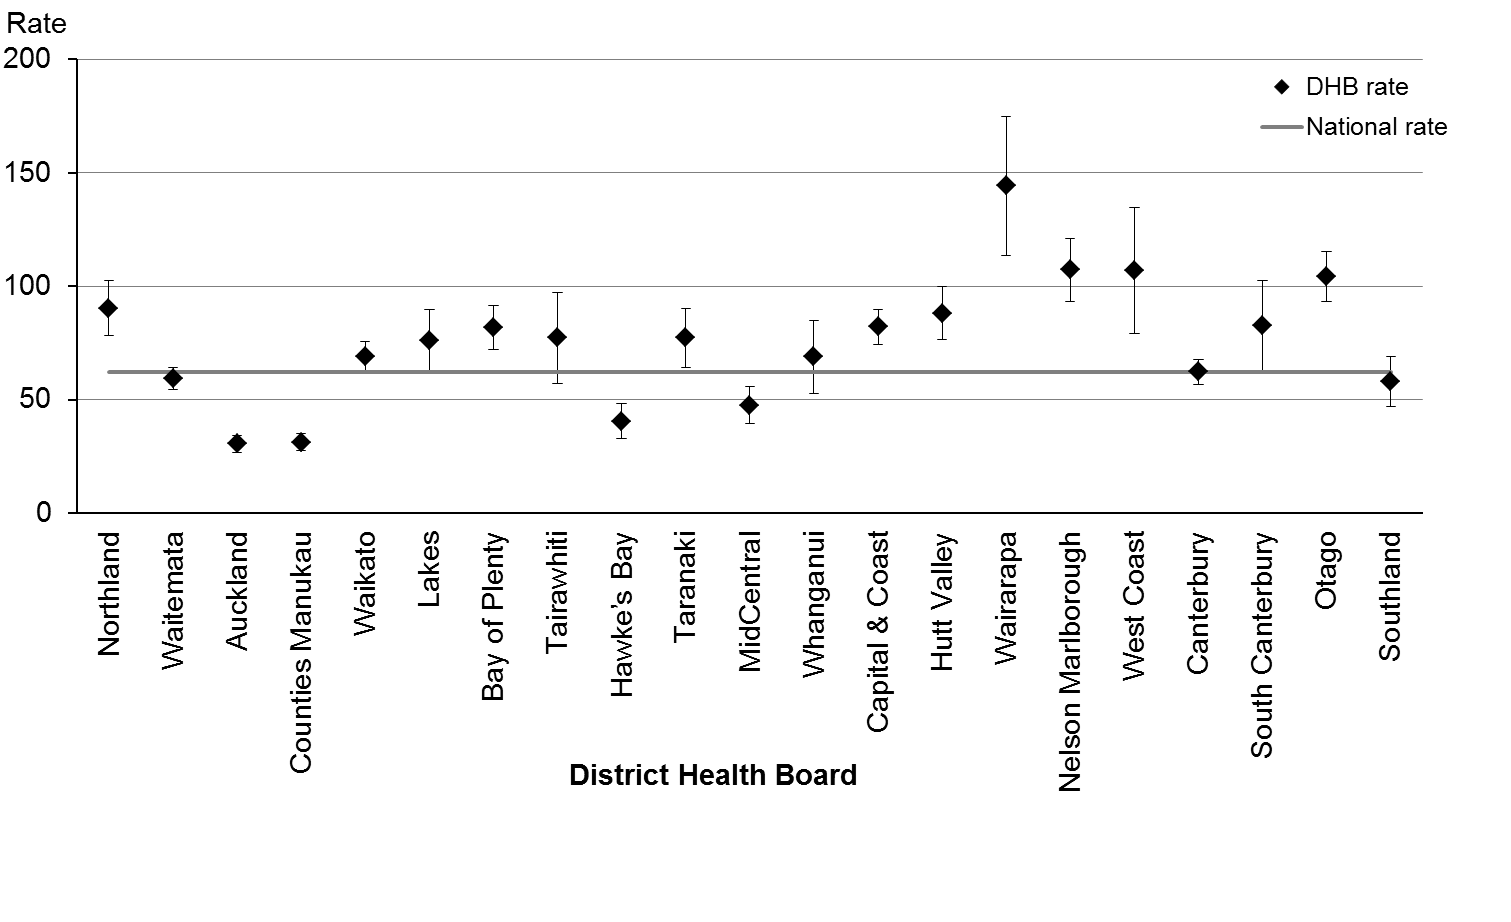 Rate
200
150
100
50
0
DHB rate
National rate
Northland
Waitemata
Auckland
Counties Manukau
Waikato
Lakes
Bay of Plenty
Tairawhiti
Hawke’s Bay
Taranaki
MidCentral
Whanganui
Capital & Coast
Hutt Valley
Wairarapa
Nelson Marlborough
West Coast
Canterbury
South Canterbury
Otago
Southland
District Health Board